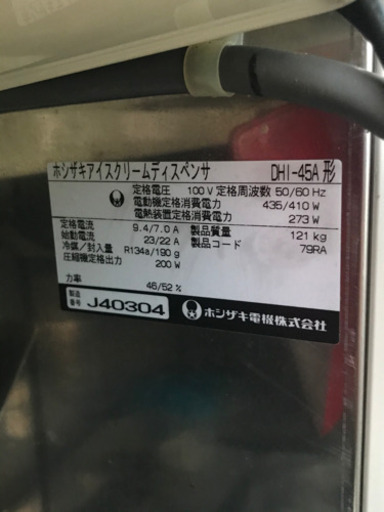 ホシザキアイスクリームディスペンサ DHI-45A 形
定格電圧 100 V 定格周波数 50/60 Hz
電動機定格消費電力 435/410 W
電熱装置定格消費電力 273 W
定格電流 9.4/7.0 A 製品質量 121 kg
始動電流 23/22 A 製品コード 79RA
冷媒/封入量 R134a/190 g
圧縮機定格出力 200 W
力率 46/52 %
製造番号 J40304 ホシザキ電機株式会社